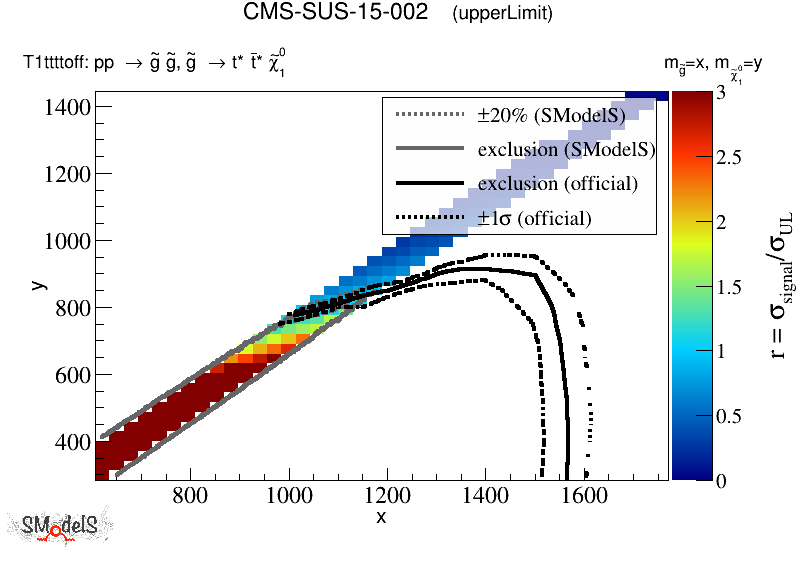 CMS-SUS-15-002 (upperLimit)
T1ttttoff: pp → g̃ g̃, g̃ → t* t̄* χ̃₁⁰
m_g̃=x, m_χ̃₁⁰=y
±20% (SModelS)
exclusion (SModelS)
exclusion (official)
±1σ (official)
1400
1200
1000
800
600
400
y
800 1000 1200 1400 1600
x
3
2.5
2
1.5
1
0.5
0
r = σ_signal/σ_UL
SModelS